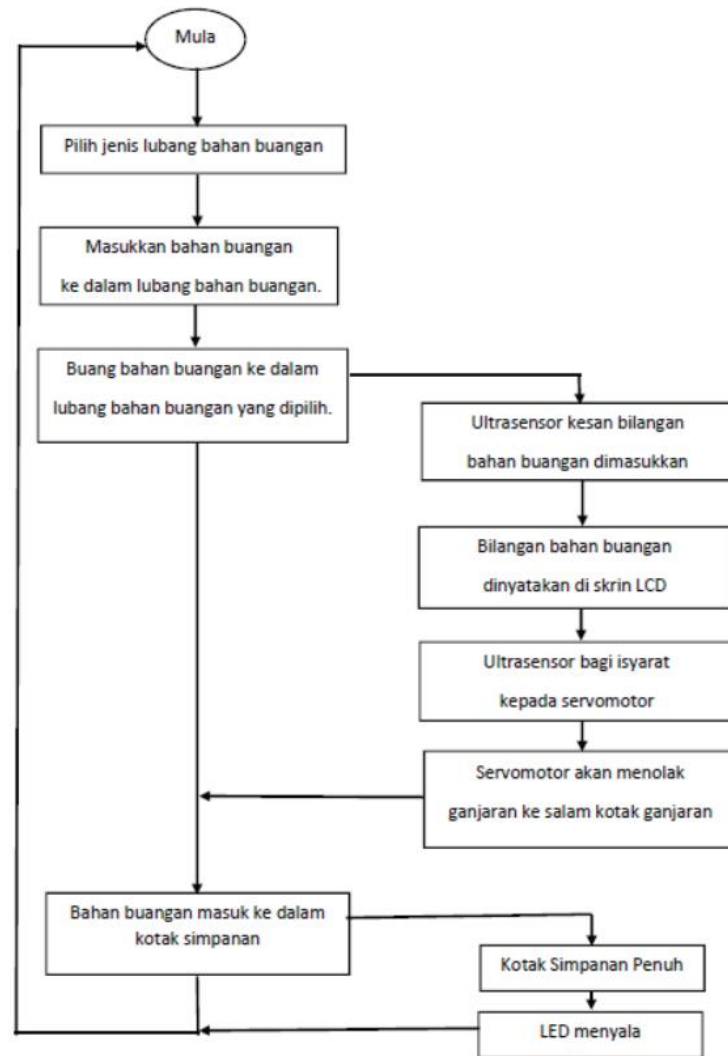 Mula
Pilih jenis lubang bahan buangan
Masukkan bahan buangan
ke dalam lubang bahan buangan.
Buang bahan buangan ke dalam
lubang bahan buangan yang dipilih.
Ultrasensor kesan bilangan
bahan buangan dimasukkan
Bilangan bahan buangan
dinyatakan di skrin LCD
Ultrasensor bagi isyarat
kepada servomotor
Servomotor akan menolak
ganjaran ke salam kotak ganjaran
Bahan buangan masuk ke dalam
kotak simpanan
Kotak Simpanan Penuh
LED menyala